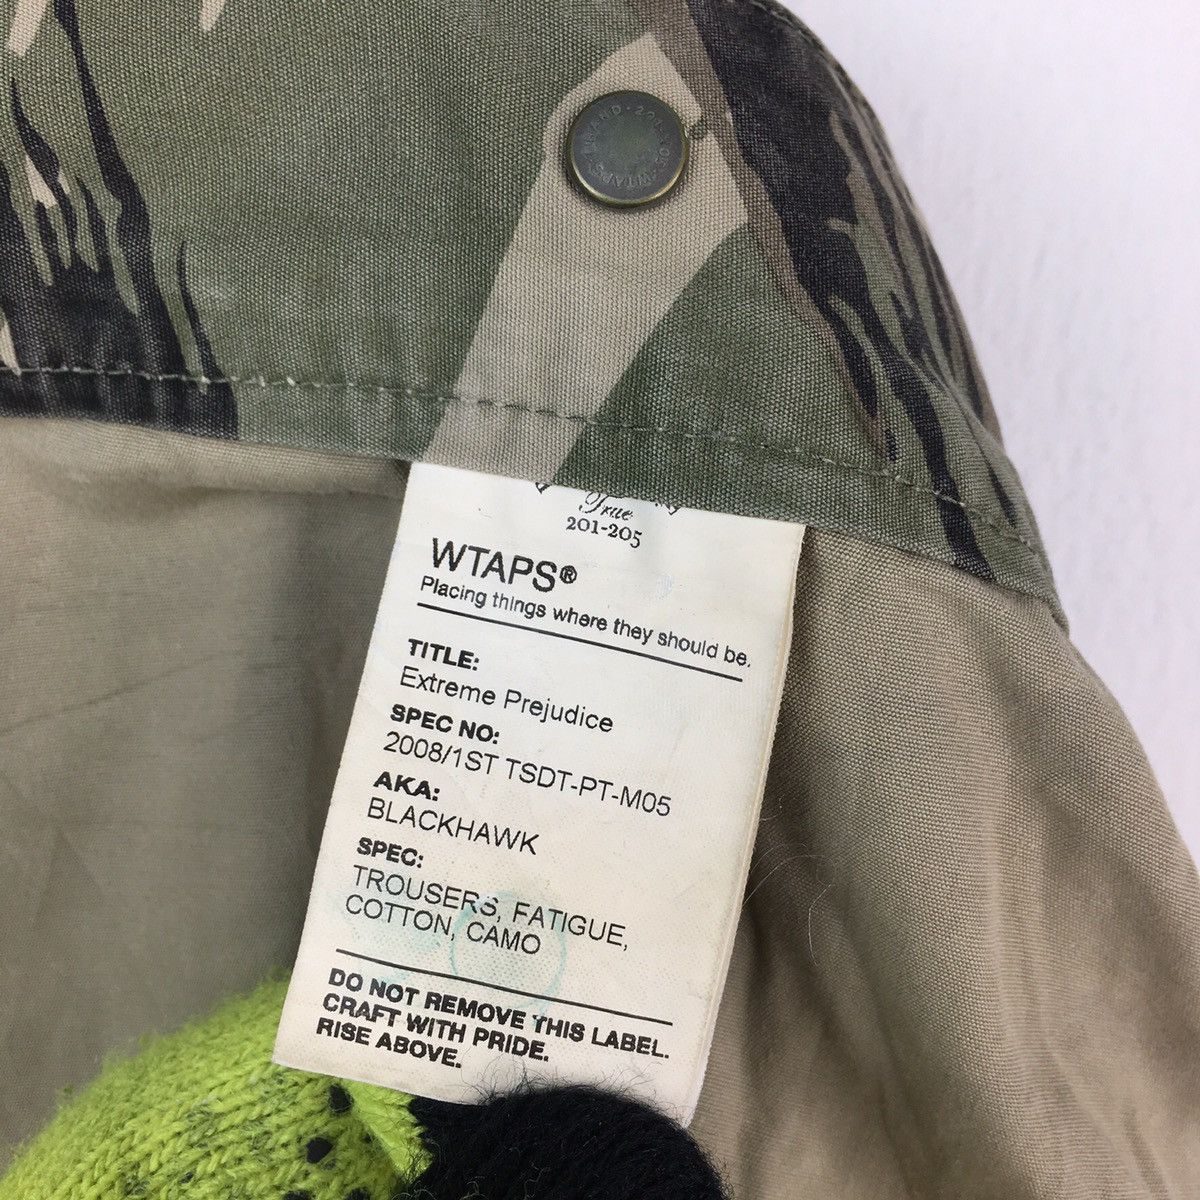 True
201-205
WTAPS®
Placing things where they should be.
TITLE:
Extreme Prejudice
SPEC NO:
2008/1ST TSDT-PT-M05
AKA:
BLACKHAWK
SPEC:
TROUSERS, FATIGUE,
COTTON, CAMO
DO NOT REMOVE THIS LABEL.
CRAFT WITH PRIDE.
RISE ABOVE.